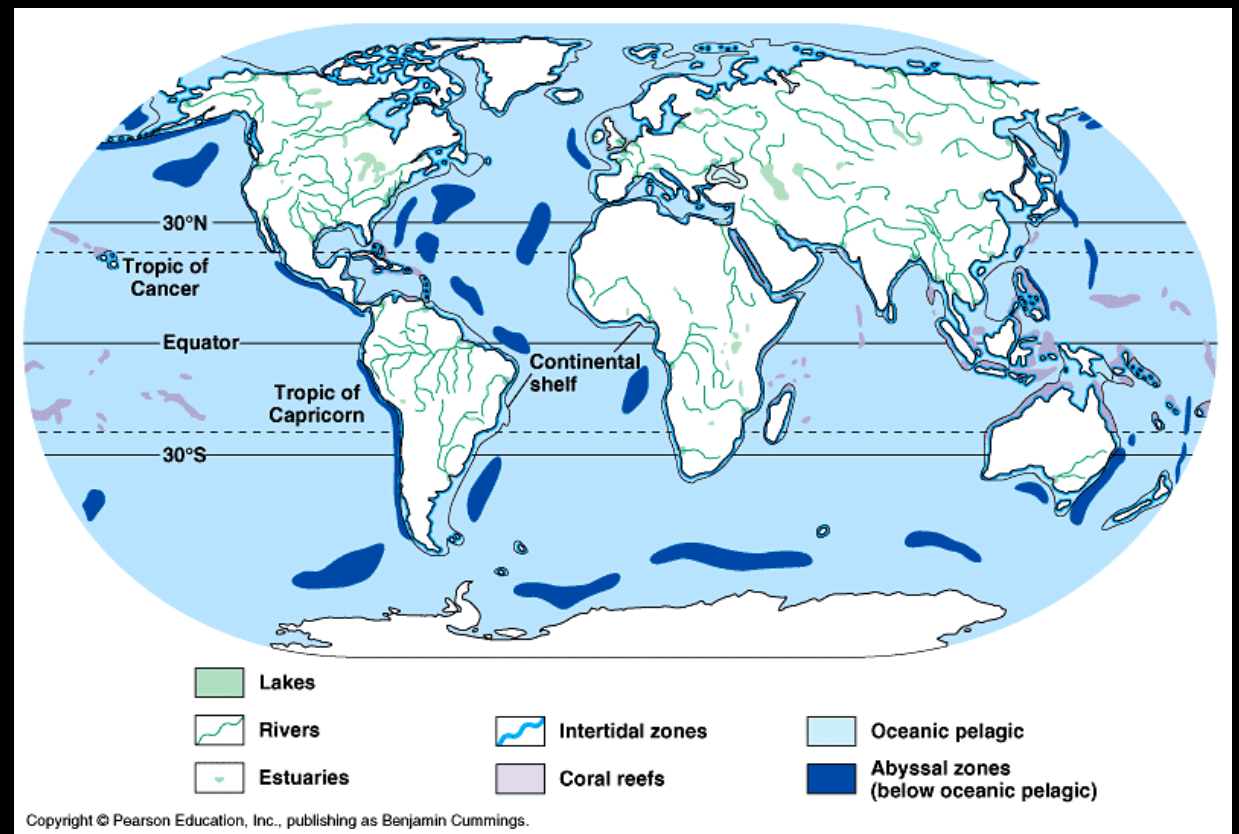 30°N
Tropic of
Cancer
Equator
Continental
shelf
Tropic of
Capricorn
30°S
Lakes
Rivers
Intertidal zones
Oceanic pelagic
Estuaries
Coral reefs
Abyssal zones
(below oceanic pelagic)
Copyright © Pearson Education, Inc., publishing as Benjamin Cummings.